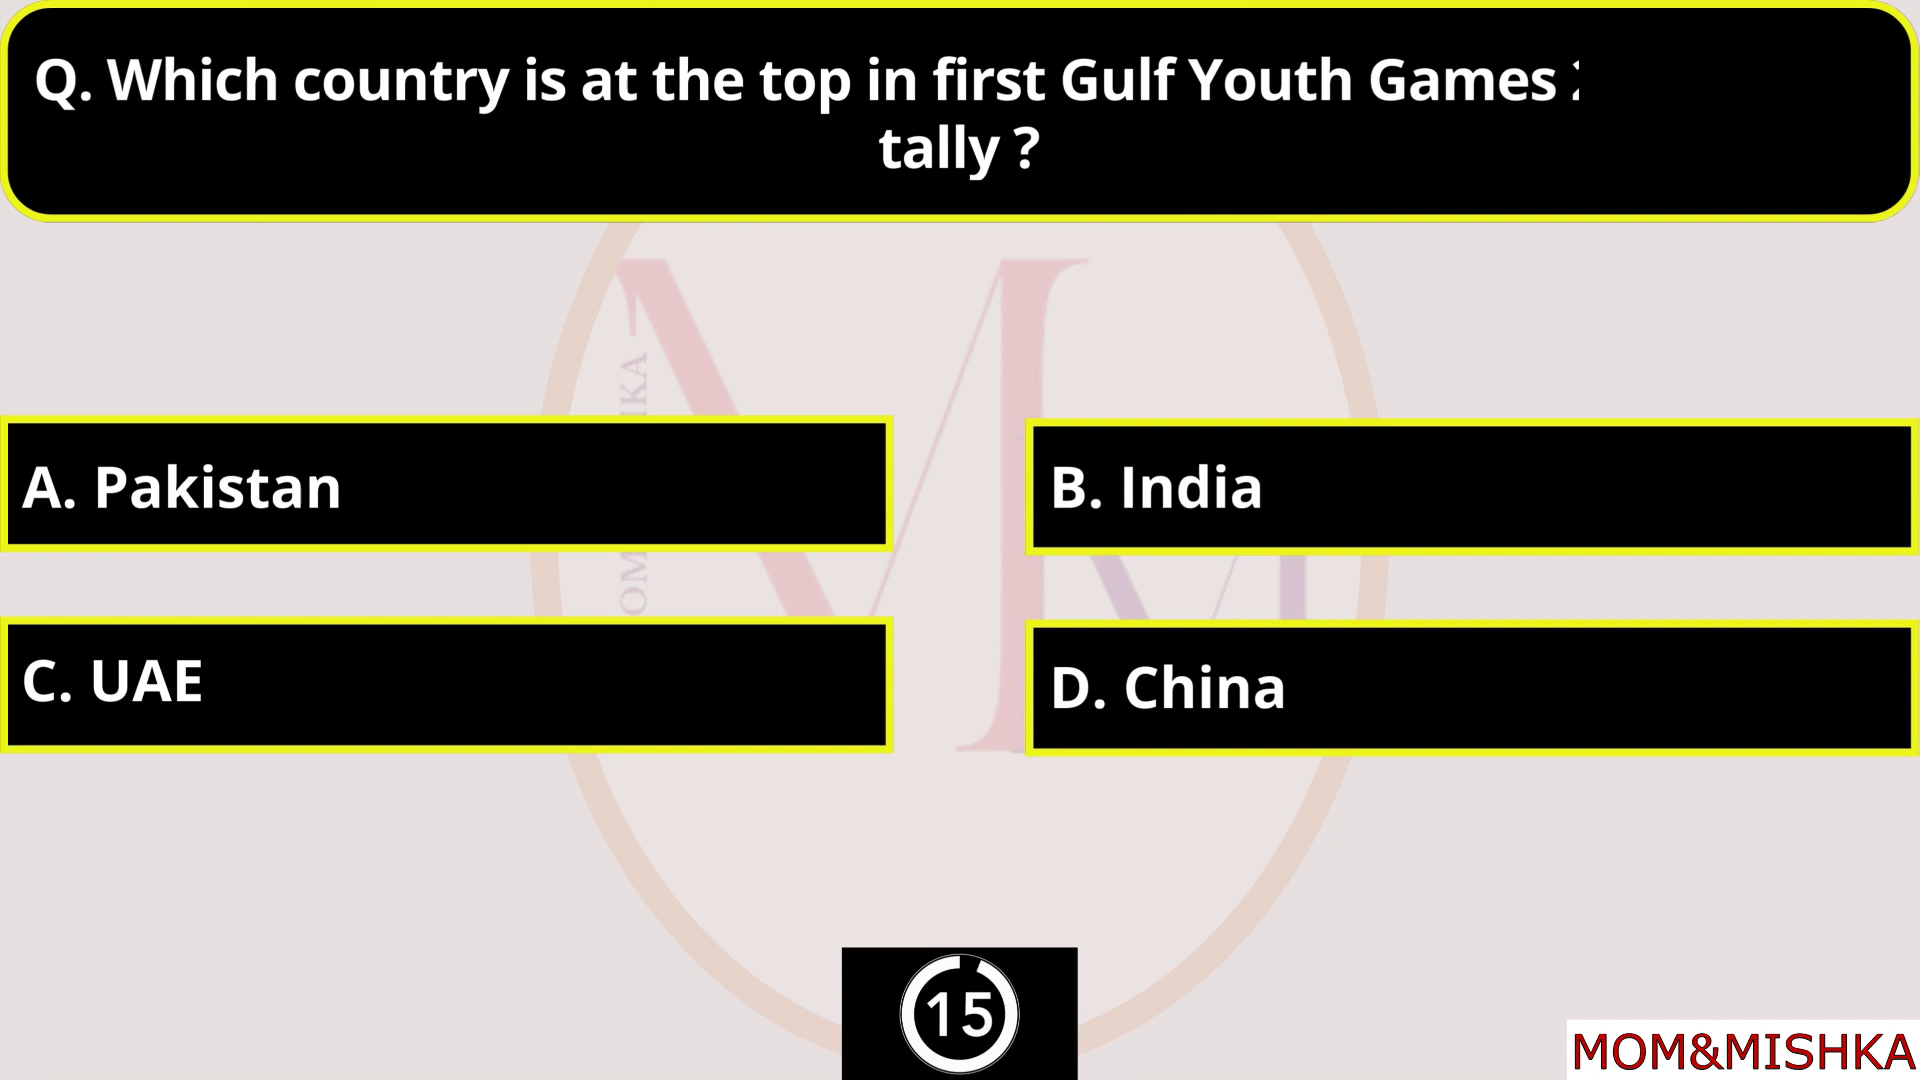 Q. Which country is at the top in first Gulf Youth Games
tally ?
A. Pakistan
B. India
C. UAE
D. China
15
MOM&MISHKA